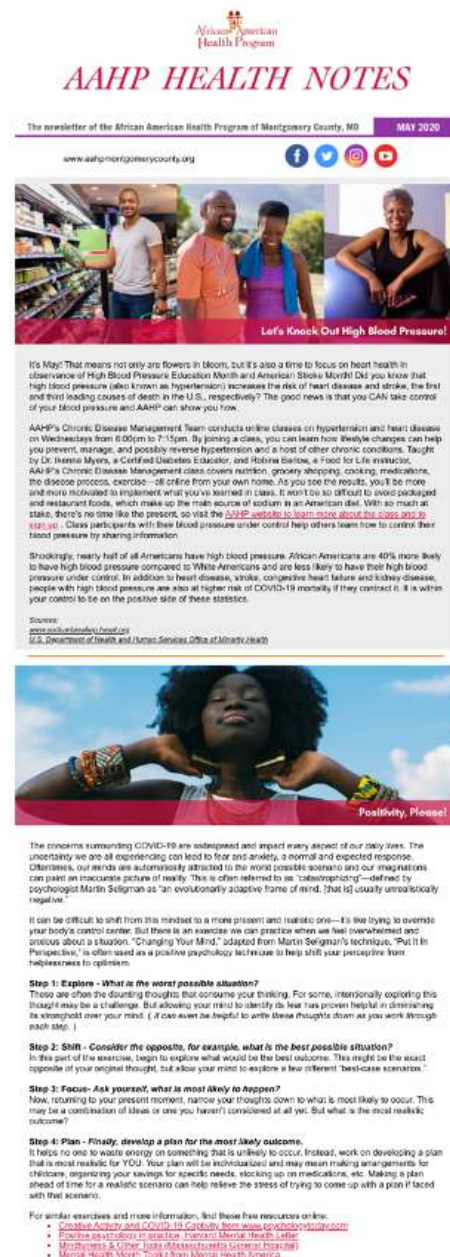 African American
Health Program
AAHP HEALTH NOTES
The newsletter of the African American Health Program of Montgomery County, MD
MAY 2020
www.aahpmontgomerycounty.org
Let's Knock Out High Blood Pressure!
It's May! That means not only are flowers in bloom, but it's also a time to focus on heart health in
observance of High Blood Pressure Education Month and American Stroke Month! Did you know that
high blood pressure (also known as hypertension) increases the risk of heart disease and stroke, the first
and third leading causes of death in the U.S., respectively? The good news is that you CAN take control
of your blood pressure and AAHP can show you how.
AAHP's Chronic Disease Management Team conducts online classes on hypertension and heart disease
on Wednesdays from 6:00pm to 7:15pm. By joining a class, you can learn how lifestyle changes can help
you prevent, manage, and possibly reverse hypertension and a host of other chronic conditions. Taught
by Dr. Ikenna Myers, a Certified Diabetes Educator, and Robina Barlow, a Food for Life instructor,
AAHP's Chronic Disease Management class covers nutrition, grocery shopping, cooking, medications,
the disease process, exercise—all online from your own home. As you see the results, you'll be more
and more motivated to implement what you've learned in class. It won't be so difficult to avoid packaged
and restaurant foods, which make up the main source of sodium in an American diet. With so much at
stake, there's no time like the present, so visit the AAHP website to learn more about the class and to
sign up . Class participants with their blood pressure under control help others learn how to control their
blood pressure by sharing information.
Shockingly, nearly half of all Americans have high blood pressure. African Americans are 40% more likely
to have high blood pressure compared to White Americans and are less likely to have their high blood
pressure under control. In addition to heart disease, stroke, congestive heart failure and kidney disease,
people with high blood pressure are also at higher risk of COVID-19 mortality if they contract it. It is within
your control to be on the positive side of these statistics.
Sources:
U.S. Department of Health and Human Services Office of Minority Health
Positivity, Please!
The concerns surrounding COVID-19 are widespread and impact every aspect of our daily lives. The
uncertainty we are all experiencing can lead to fear and anxiety, a normal and expected response.
Oftentimes, our minds are automatically attracted to the worst possible scenario and our imaginations
can paint an inaccurate picture of reality. This is often referred to as "catastrophizing"—defined by
psychologist Martin Seligman as "an evolutionarily adaptive frame of mind, [that is] usually unrealistically
negative."
It can be difficult to shift from this mindset to a more present and realistic one—it's like trying to override
your body's control center. But there is an exercise we can practice when we feel overwhelmed and
anxious about a situation. "Changing Your Mind," adapted from Martin Seligman's technique, "Put It In
Perspective," is often used as a positive psychology technique to help shift your perceptive from
helplessness to optimism.
Step 1: Explore - What is the worst possible situation?
These are often the daunting thoughts that consume your thinking. For some, intentionally exploring this
thought may be a challenge. But allowing your mind to identify its fear has proven helpful in diminishing
its stronghold over your mind. ( It can even be helpful to write these thoughts down as you work through
each step. )
Step 2: Shift - Consider the opposite, for example, what is the best possible situation?
In this part of the exercise, begin to explore what would be the best outcome. This might be the exact
opposite of your original thought, but allow your mind to explore a few different "best-case scenarios."
Step 3: Focus- Ask yourself, what is most likely to happen?
Now, returning to your present moment, narrow your thoughts down to what is most likely to occur. This
may be a combination of ideas or one you haven't considered at all yet. But what is the most realistic
outcome?
Step 4: Plan - Finally, develop a plan for the most likely outcome.
It helps no one to waste energy on something that is unlikely to occur. Instead, work on developing a plan
that is most realistic for YOU. Your plan will be individualized and may mean making arrangements for
childcare, organizing your savings for specific needs, stocking up on medications, etc. Making a plan
ahead of time for a realistic scenario can help relieve the stress of trying to come up with a plan if faced
with that scenario.
For similar exercises and more information, find these free resources online:
Creative Activity and COVID-19 Captivity from www.psychologytoday.com
Positive psychology in practice, Harvard Mental Health Letter
Mindfulness & Other Tools (Massachusetts General Hospital)
Mental Health Month Toolkit from Mental Health America